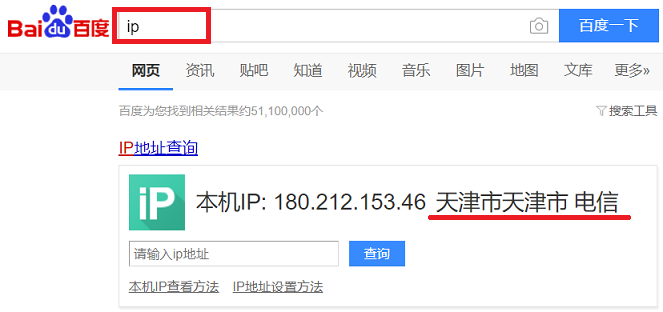 Baidu百度 ip 百度一下
网页 资讯 贴吧 知道 视频 音乐 图片 地图 文库 更多»
百度为您找到相关结果约51,100,000个 搜索工具
IP地址查询
iP 本机IP: 180.212.153.46 天津市天津市 电信
请输入ip地址 查询
本机IP查看方法 IP地址设置方法